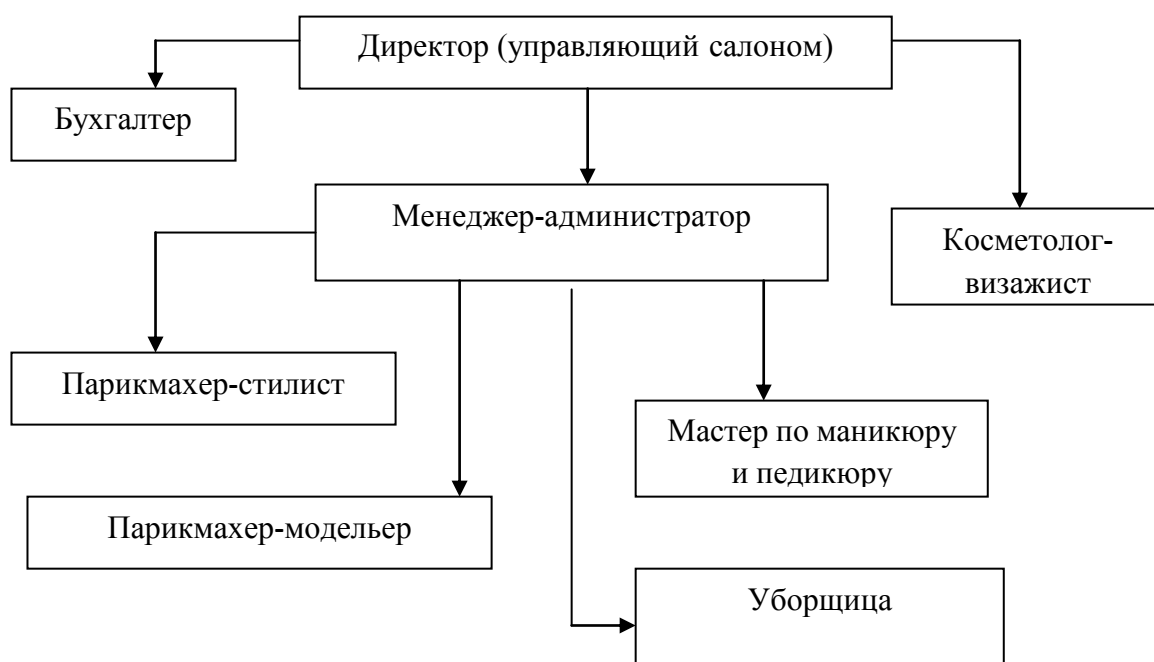 Директор (управляющий салоном)
Бухгалтер
Менеджер-администратор
Косметолог-
визажист
Парикмахер-стилист
Мастер по маникюру
и педикюру
Парикмахер-модельер
Уборщица